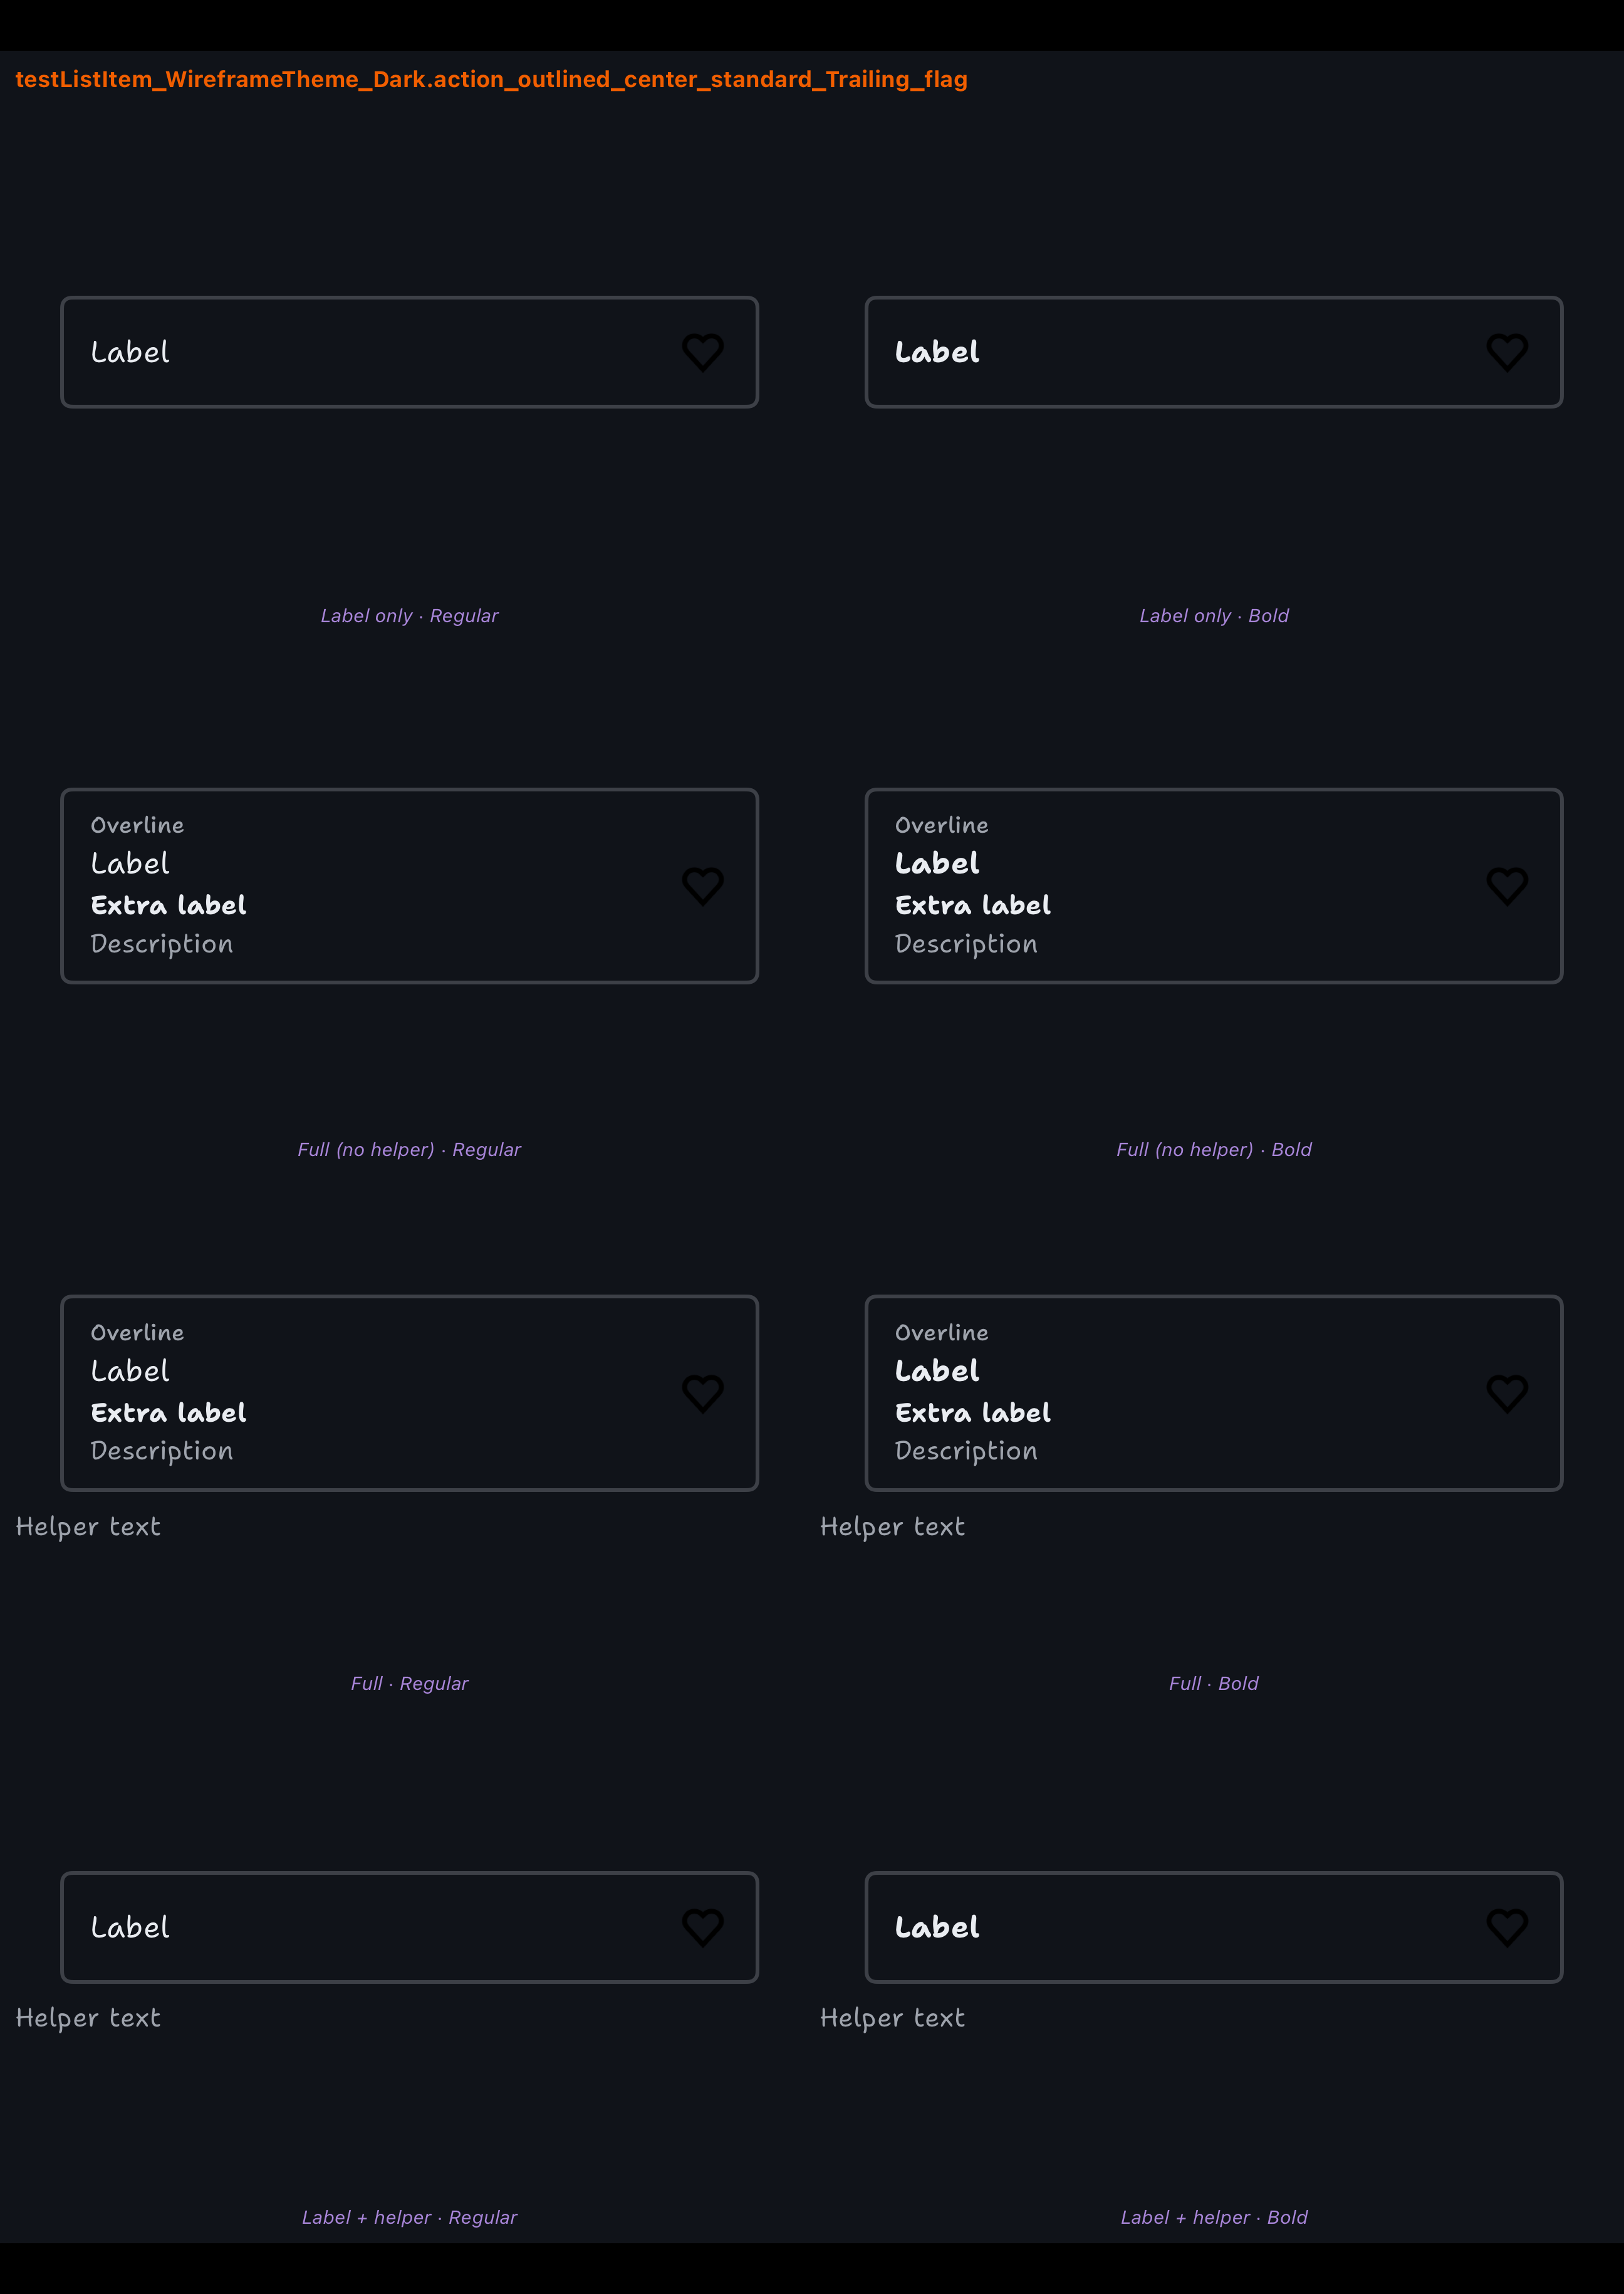 testListItem_WireframeTheme_Dark.action_outlined_center_standard_Trailing_flag
Label
Label
Label only · Regular
Label only · Bold
Overline
Label
Extra label
Description
Overline
Label
Extra label
Description
Full (no helper) · Regular
Full (no helper) · Bold
Overline
Label
Extra label
Description
Helper text
Overline
Label
Extra label
Description
Helper text
Full · Regular
Full · Bold
Label
Helper text
Label
Helper text
Label + helper · Regular
Label + helper · Bold